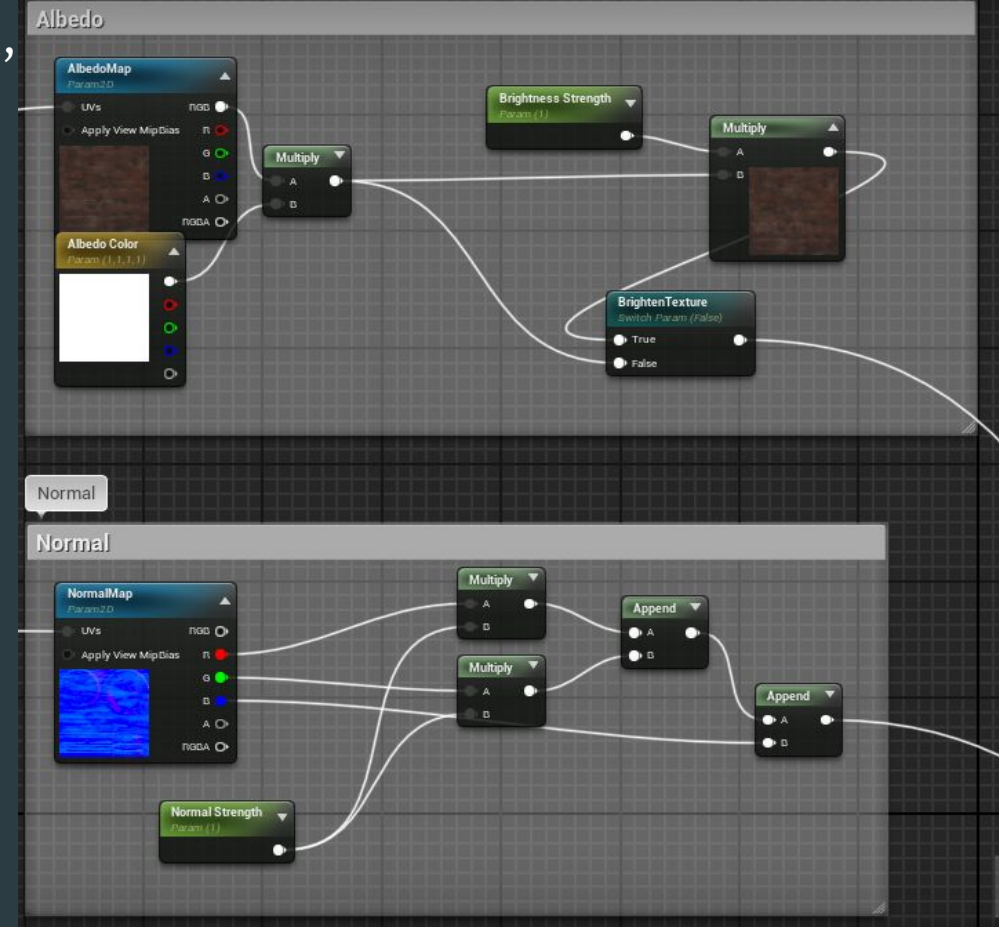 ,
Albedo
AlbedoMap
Param2D
UVs
RGB
Apply View MipBias
R
G
B
A
RGBA
Albedo Color
Param (1,1,1,1)
Multiply
A
B
Brightness Strength
Param (1)
Multiply
A
B
BrightenTexture
Switch Param (False)
True
False
Normal
Normal
NormalMap
Param2D
UVs
RGB
Apply View MipBias
R
G
B
A
RGBA
Normal Strength
Param (1)
Multiply
A
B
Multiply
A
B
Append
A
B
Append
A
B